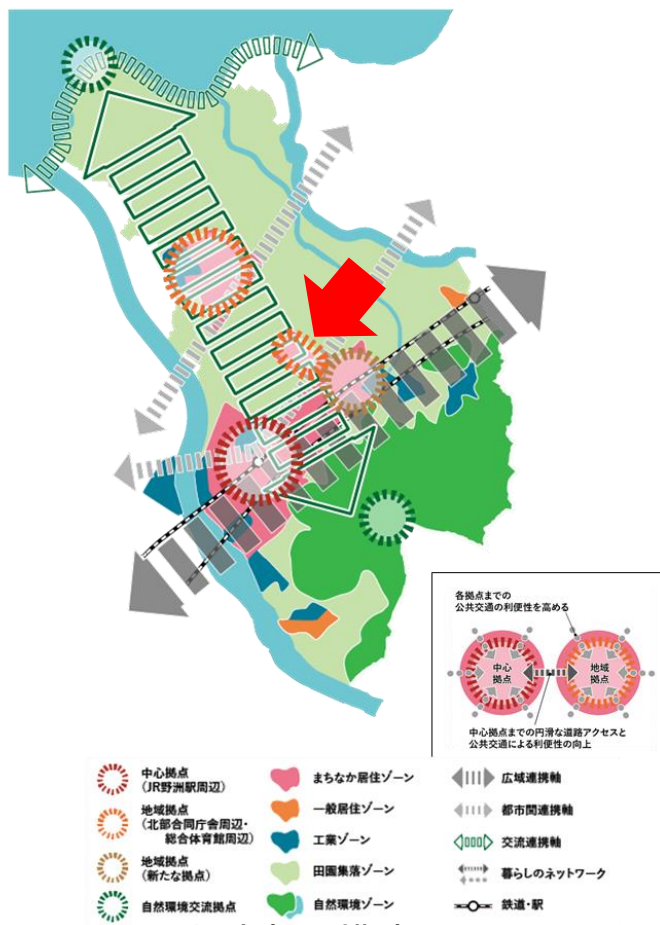 各拠点までの
公共交通の利便性を高める
中心
拠点
地域
拠点
中心拠点までの円滑な道路アクセスと
公共交通による利便性の向上
中心拠点
(JR野洲駅周辺)
地域拠点
(北部合同庁舎周辺・
総合体育館周辺)
地域拠点
(新たな拠点)
自然環境交流拠点
まちなか居住ゾーン
一般居住ゾーン
工業ゾーン
田園集落ゾーン
自然環境ゾーン
広域連携軸
都市間連携軸
交流連携軸
暮らしのネットワーク
鉄道・駅